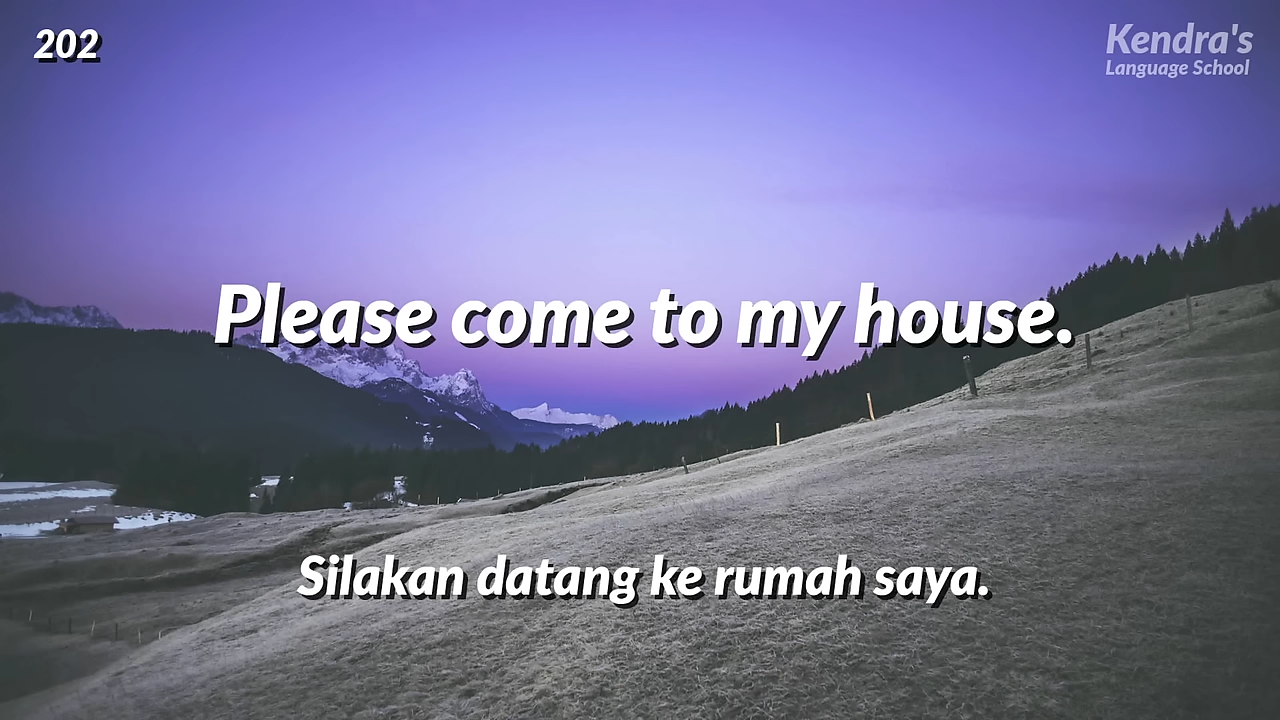 202
Kendra's
Language School
Please come to my house.
Silakan datang ke rumah saya.